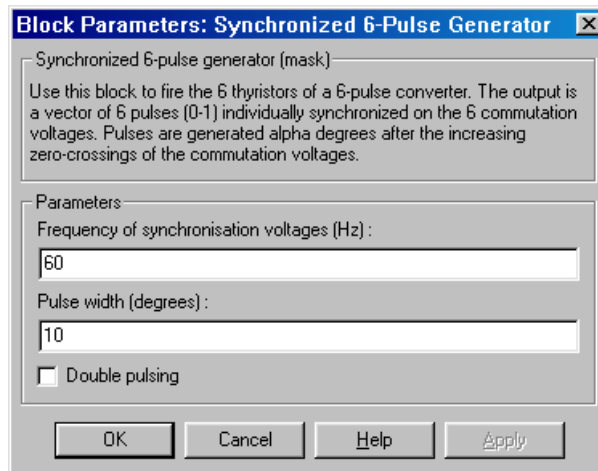 Block Parameters: Synchronized 6-Pulse Generator
Synchronized 6-pulse generator (mask)
Use this block to fire the 6 thyristors of a 6-pulse converter. The output is
a vector of 6 pulses (0-1) individually synchronized on the 6 commutation
voltages. Pulses are generated alpha degrees after the increasing
zero-crossings of the commutation voltages.
Parameters
Frequency of synchronisation voltages (Hz) :
60
Pulse width (degrees) :
10
Double pulsing
OK Cancel Help Apply